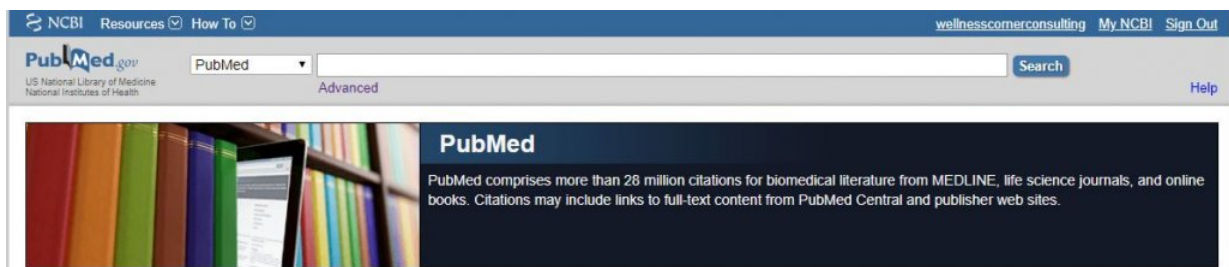 NCBI Resources How To wellnesscornerconsulting My NCBI Sign Out
PubMed.gov PubMed Search
US National Library of Medicine
National Institutes of Health
Advanced Help
PubMed
PubMed comprises more than 28 million citations for biomedical literature from MEDLINE, life science journals, and online
books. Citations may include links to full-text content from PubMed Central and publisher web sites.